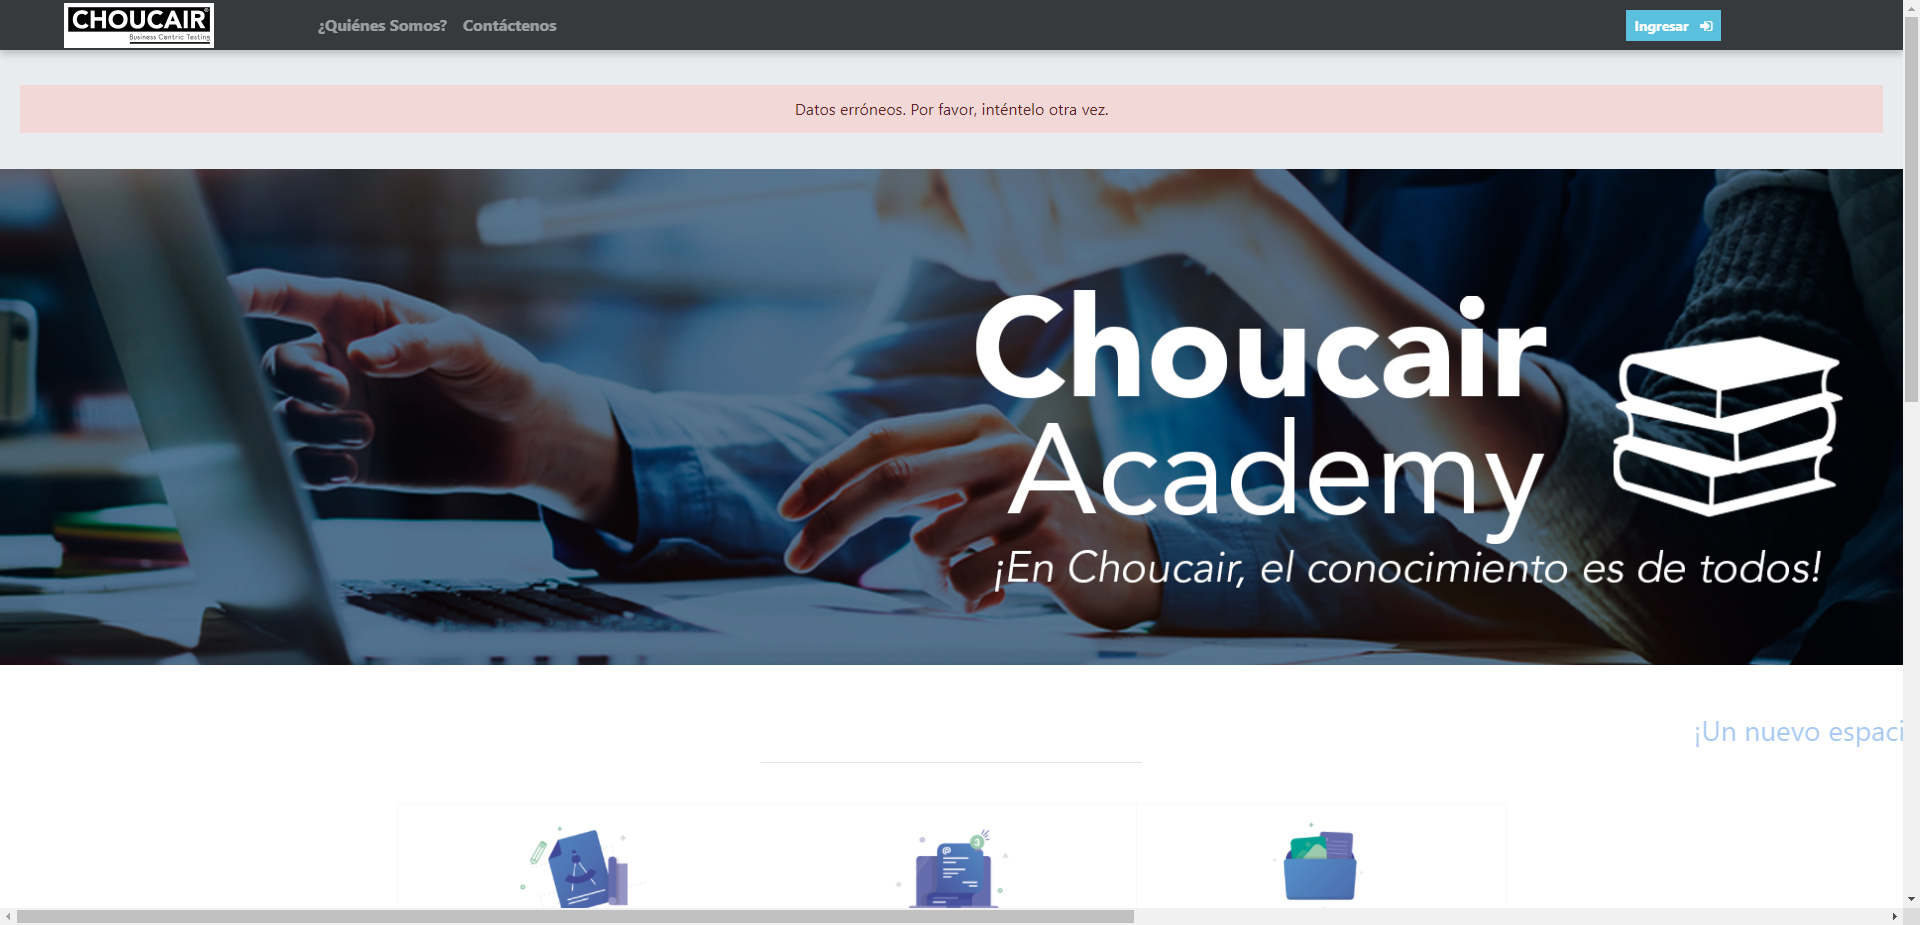 CHOUCAIR®
Business Centric Testing
¿Quiénes Somos?
Contáctenos
Ingresar
Datos erróneos. Por favor, inténtelo otra vez.
Choucair
Academy
¡En Choucair, el conocimiento es de todos!
¡Un nuevo espaci
@
3